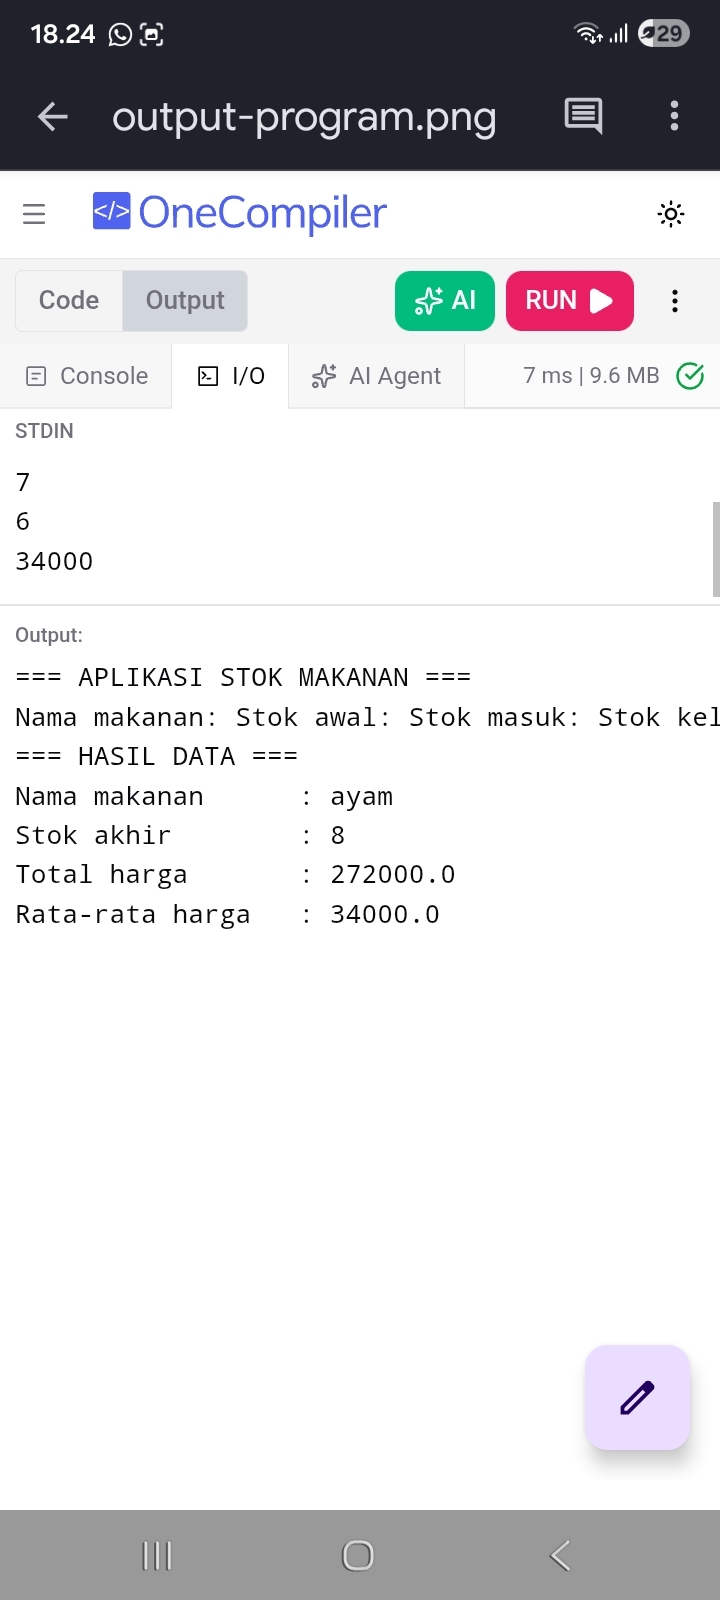 18.24
29
output-program.png
</> OneCompiler
Code Output AI RUN
Console I/O AI Agent 7 ms | 9.6 MB
STDIN
7
6
34000
Output:
=== APLIKASI STOK MAKANAN ===
Nama makanan: Stok awal: Stok masuk: Stok kel
=== HASIL DATA ===
Nama makanan : ayam
Stok akhir : 8
Total harga : 272000.0
Rata-rata harga : 34000.0